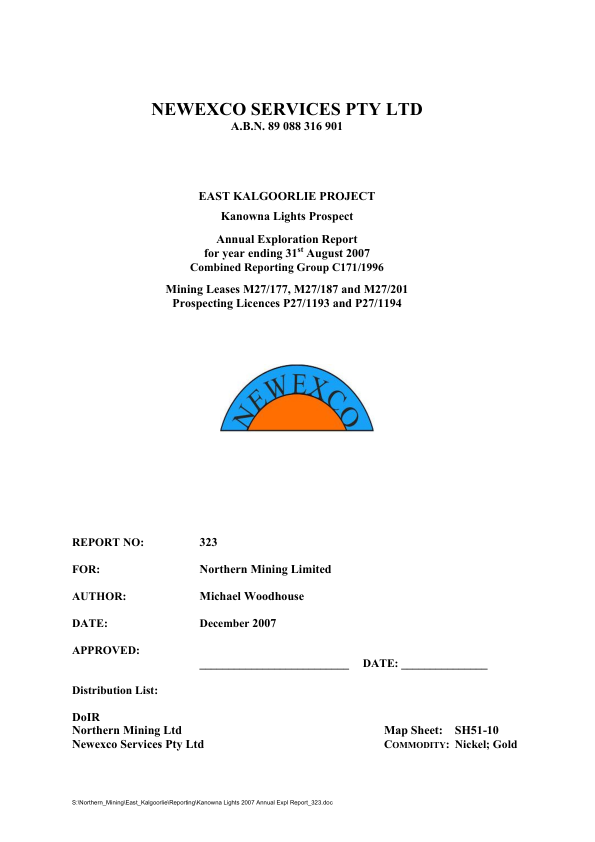 NEWEXCO SERVICES PTY LTD
A.B.N. 89 088 316 901
EAST KALGOORLIE PROJECT
Kanowna Lights Prospect
Annual Exploration Report
for year ending 31st August 2007
Combined Reporting Group C171/1996
Mining Leases M27/177, M27/187 and M27/201
Prospecting Licences P27/1193 and P27/1194
NEWEXCO
REPORT NO: 323
FOR: Northern Mining Limited
AUTHOR: Michael Woodhouse
DATE: December 2007
APPROVED:
__________________________ DATE: _______________
Distribution List:
DoIR
Northern Mining Ltd Map Sheet: SH51-10
Newexco Services Pty Ltd COMMODITY: Nickel; Gold
S:\Northern_Mining\East_Kalgoorlie\Reporting\Kanowna Lights 2007 Annual Expl Report_323.doc